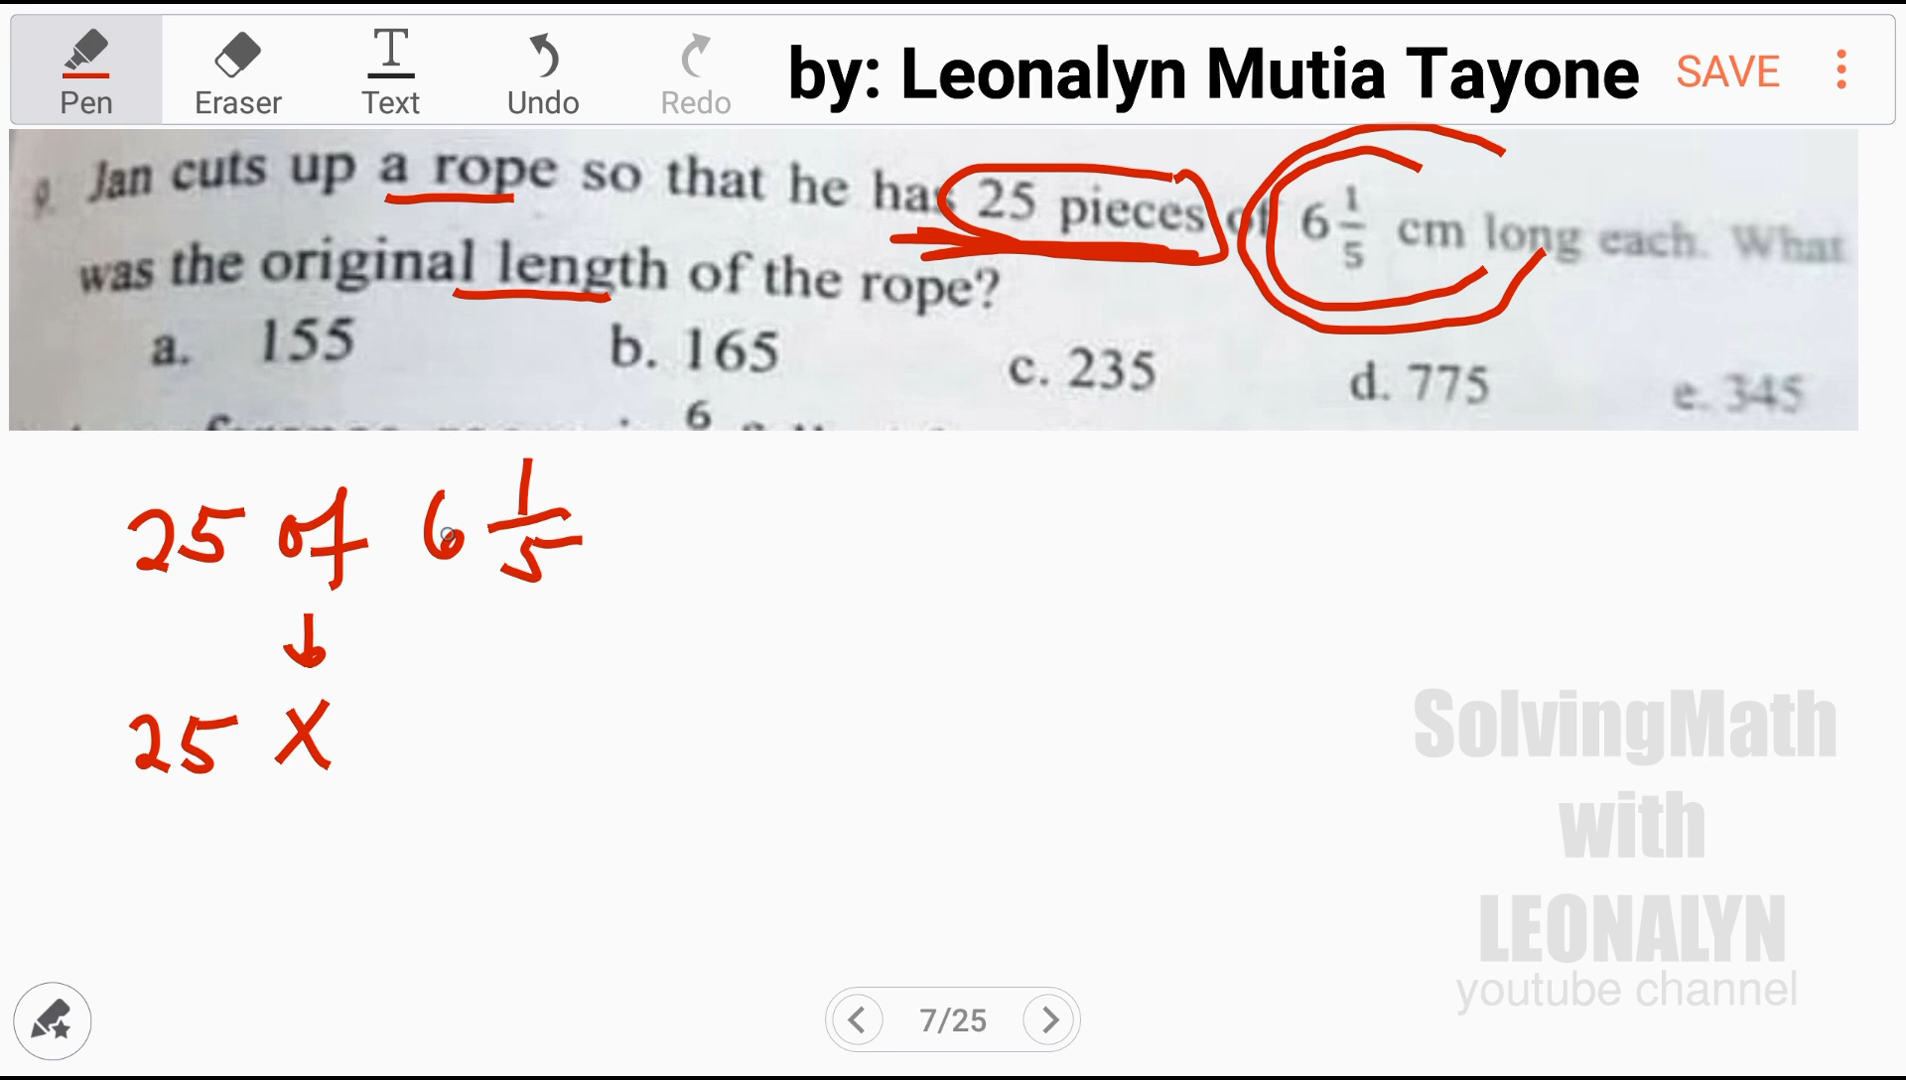 Pen Eraser Text Undo Redo by: Leonalyn Mutia Tayone SAVE
9. Jan cuts up a rope so that he has 25 pieces of 6 1/5 cm long each. What
was the original length of the rope?
a. 155 b. 165 c. 235 d. 775 e. 345
6
25 of 6 1/5
25 X
SolvingMath
with
LEONALYN
youtube channel
7/25